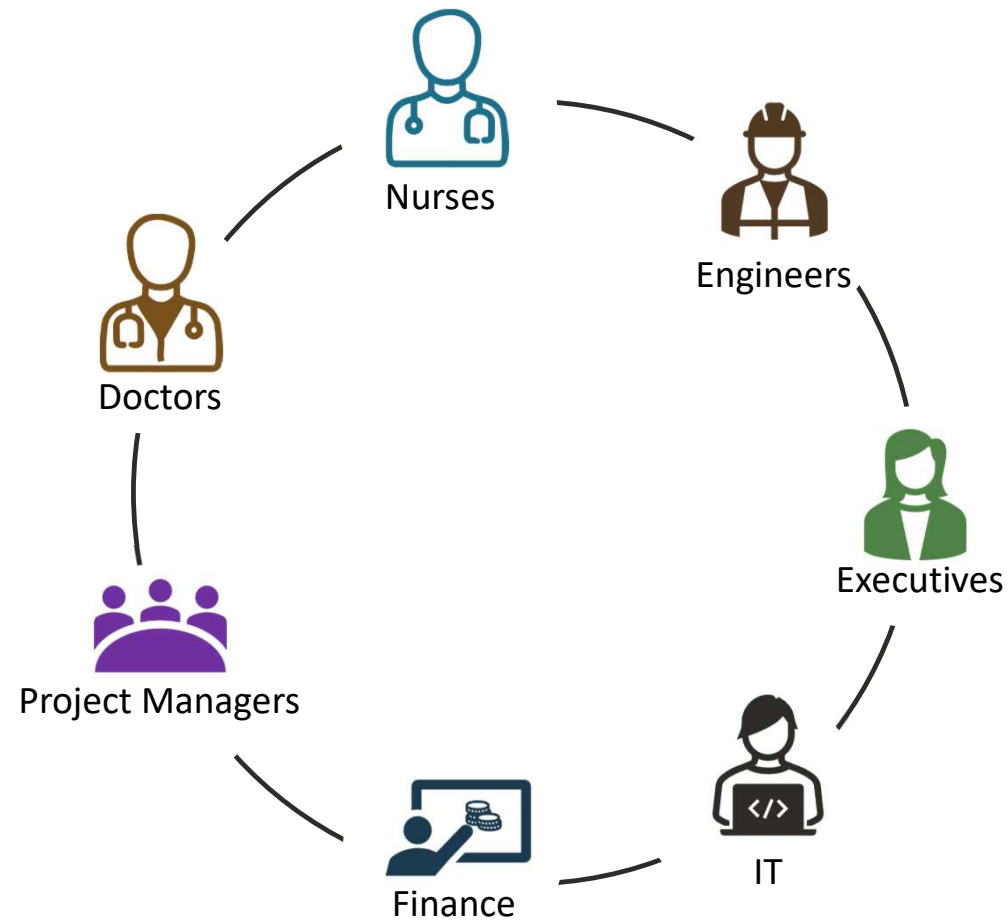 Nurses
Engineers
Doctors
Executives
Project Managers
</>
IT
Finance